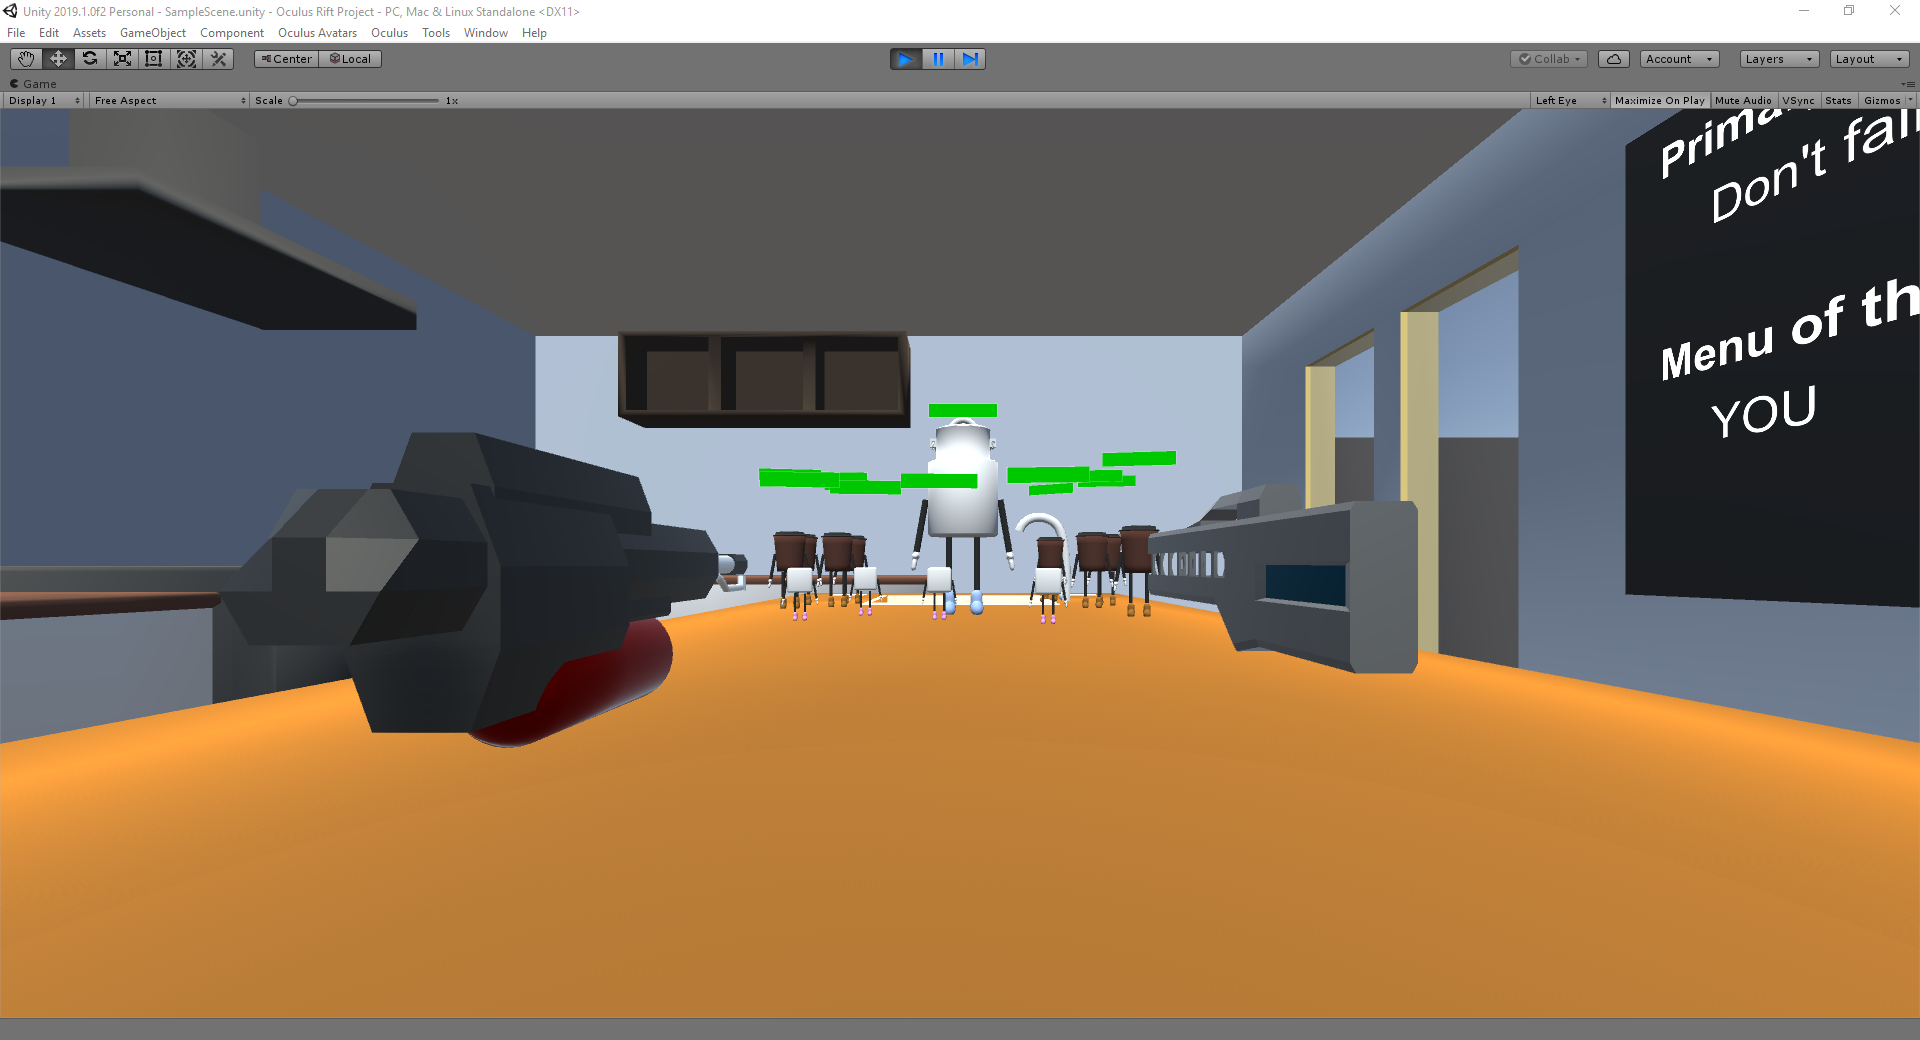 Unity 2019.1.0f2 Personal - SampleScene.unity - Oculus Rift Project - PC, Mac & Linux Standalone <DX11>
File Edit Assets GameObject Component Oculus Avatars Oculus Tools Window Help
Center Local Collab Account Layers Layout
Game
Display 1 Free Aspect Scale 1x Left Eye Maximize On Play Mute Audio VSync Stats Gizmos
Don't
Menu of
YOU